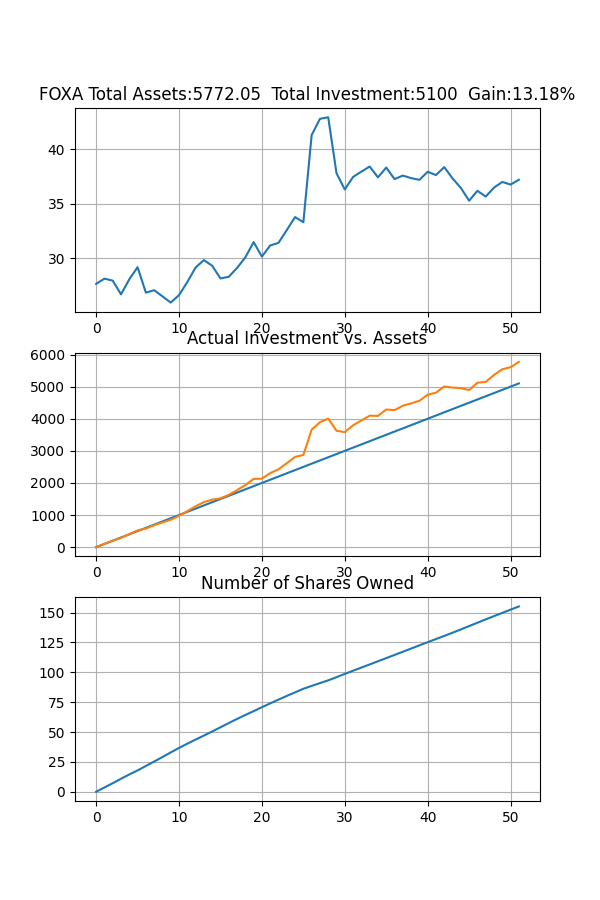 FOXA Total Assets:5772.05  Total Investment:5100  Gain:13.18%
40
35
30
0 10 20 30 40 50
Actual Investment vs. Assets
6000
5000
4000
3000
2000
1000
0
0 10 20 30 40 50
Number of Shares Owned
150
125
100
75
50
25
0
0 10 20 30 40 50